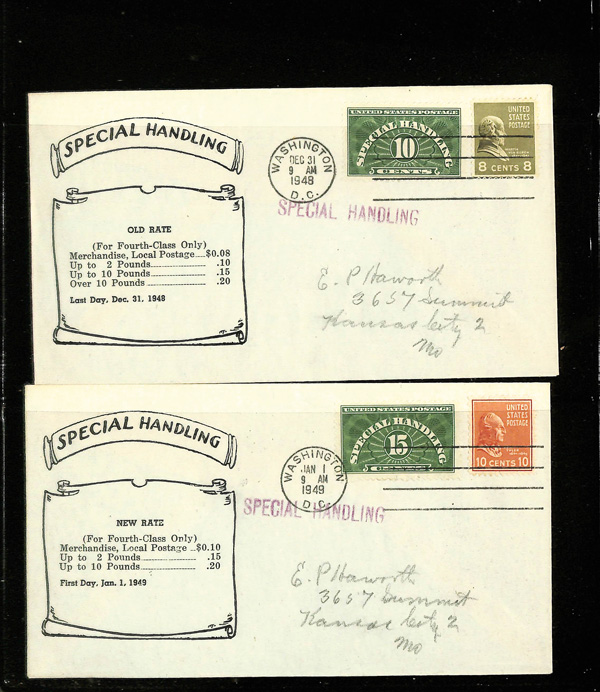 SPECIAL HANDLING
OLD RATE
(For Fourth-Class Only)
Merchandise, Local Postage....$0.08
Up to 2 Pounds .10
Up to 10 Pounds .15
Over 10 Pounds .20
Last Day, Dec. 31, 1948
WASHINGTON
DEC 31
9 AM
1948
D.C.
UNITED STATES POSTAGE
SPECIAL HANDLING
10
CENTS
UNITED
STATES
POSTAGE
8 CENTS 8
SPECIAL HANDLING
E. P Haworth
3657 Summit
Kansas City 2
Mo
SPECIAL HANDLING
NEW RATE
(For Fourth-Class Only)
Merchandise, Local Postage ..$0.10
Up to 2 Pounds .15
Up to 10 Pounds .20
First Day, Jan. 1, 1949
WASHINGTON
JAN 1
9 AM
1949
D.C.
UNITED STATES POSTAGE
SPECIAL HANDLING
15
CENTS
UNITED
STATES
POSTAGE
10 CENTS 10
SPECIAL HANDLING
E. P Haworth
3657 Summit
Kansas City 2
Mo